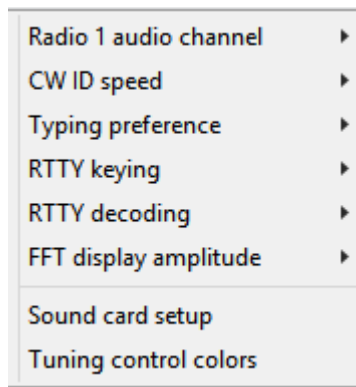 Radio 1 audio channel
CW ID speed
Typing preference
RTTY keying
RTTY decoding
FFT display amplitude
Sound card setup
Tuning control colors